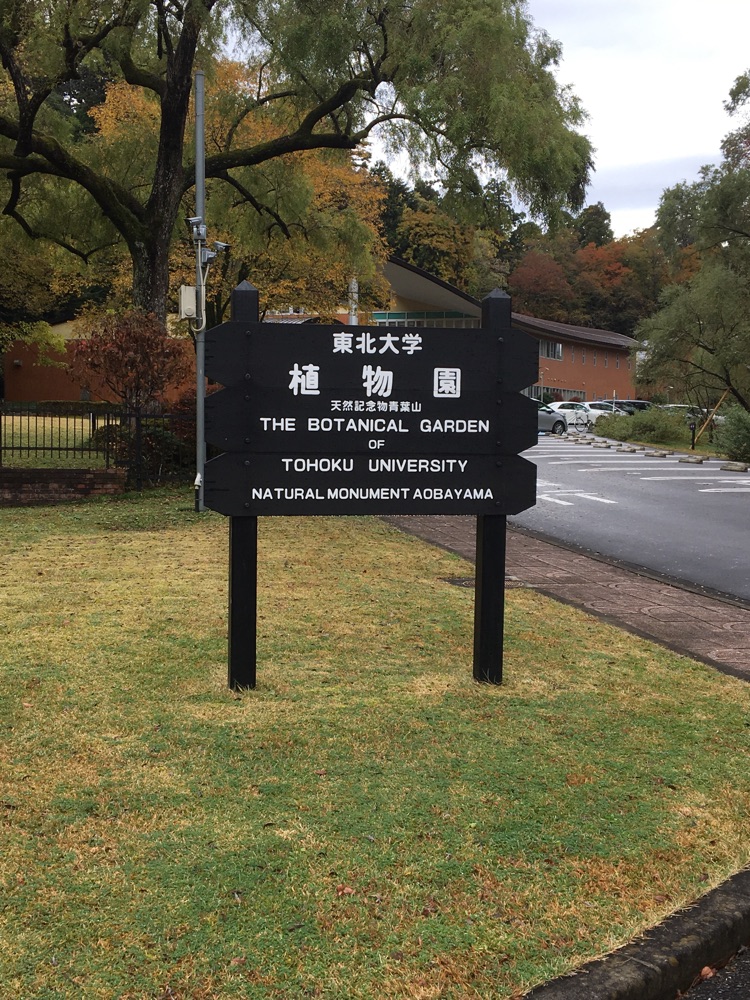 東北大学
植物園
天然記念物青葉山
THE BOTANICAL GARDEN
OF
TOHOKU UNIVERSITY
NATURAL MONUMENT AOBAYAMA